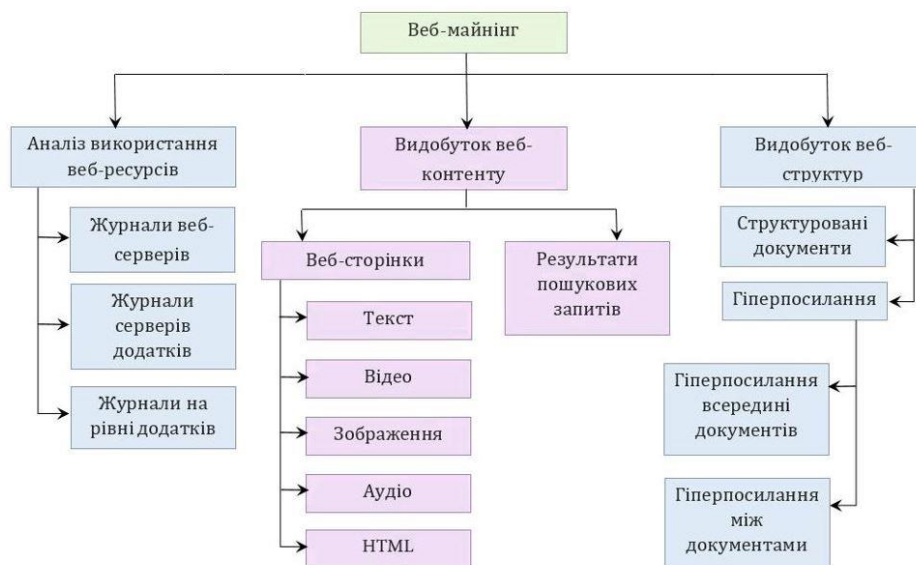 Веб-майнінг
Аналіз використання
веб-ресурсів
Журнали веб-
серверів
Журнали
серверів
додатків
Журнали на
рівні додатків
Видобуток веб-
контенту
Веб-сторінки
Текст
Відео
Зображення
Аудіо
HTML
Результати
пошукових
запитів
Видобуток веб-
структур
Структуровані
документи
Гіперпосилання
Гіперпосилання
всередині
документів
Гіперпосилання
між
документами